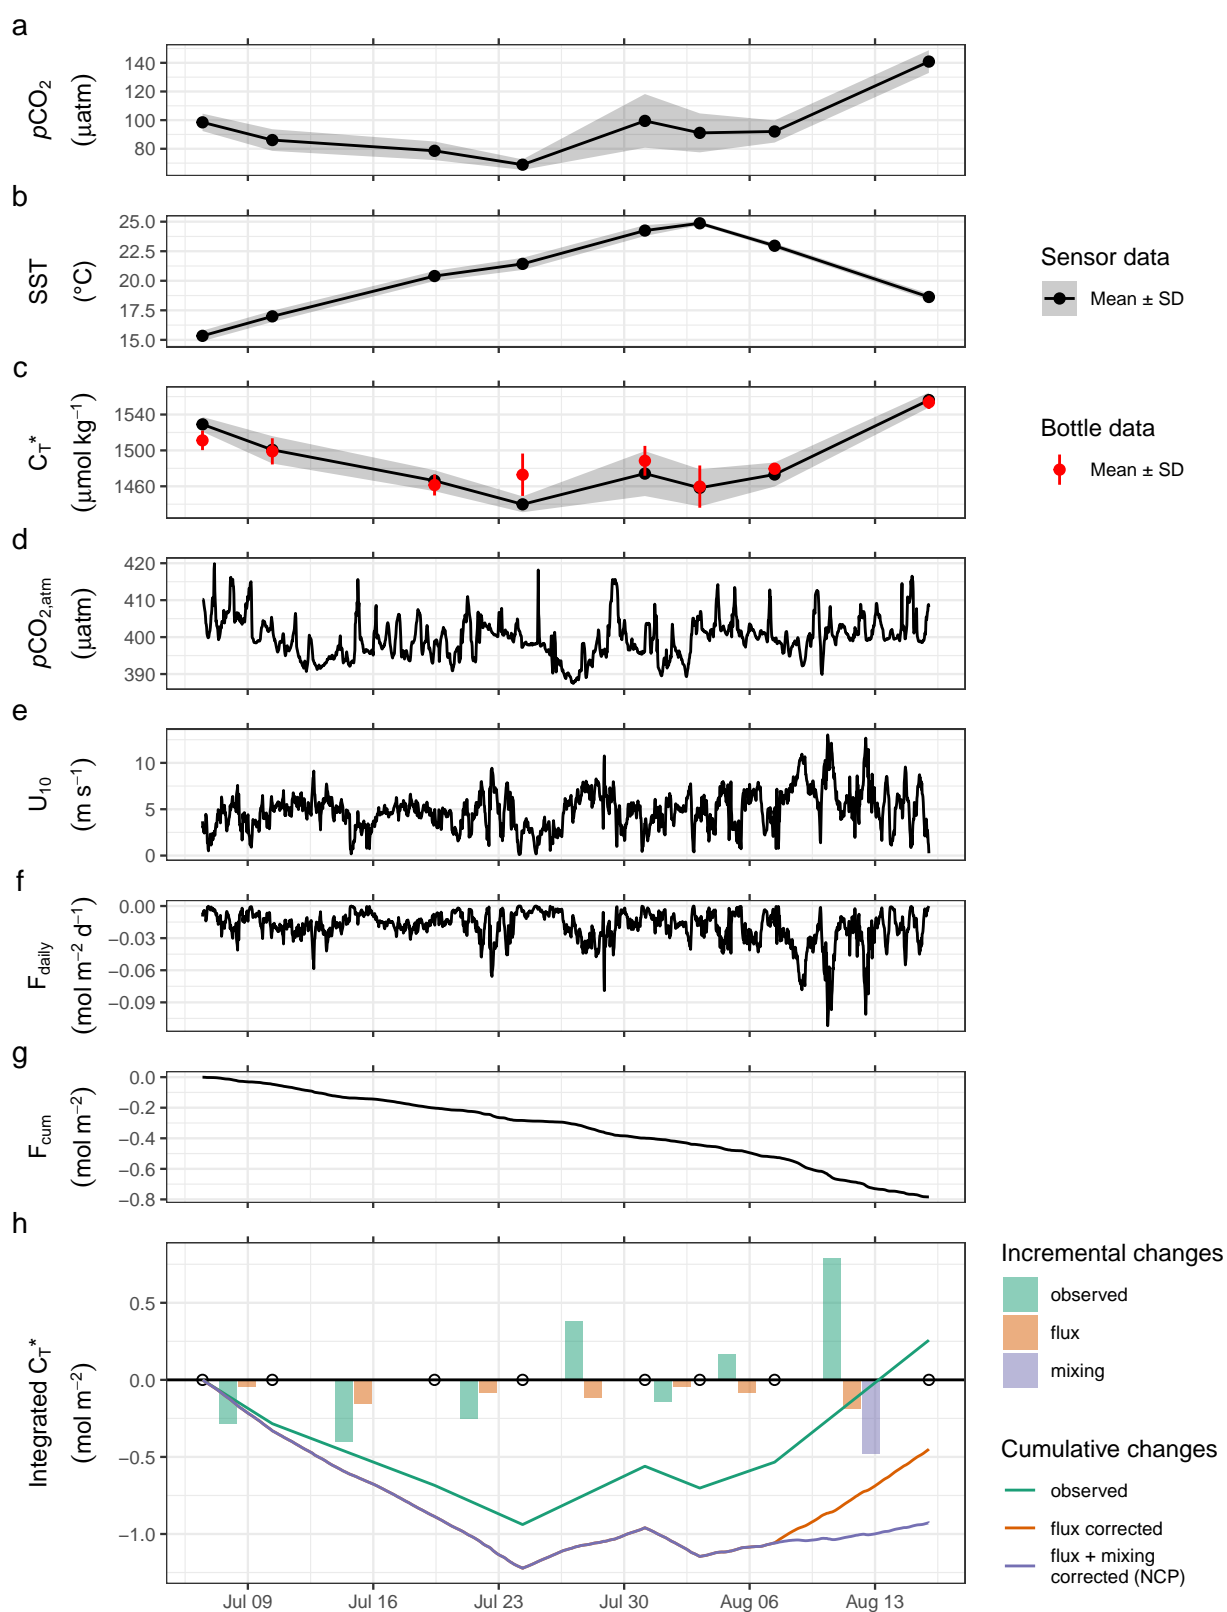 a
pCO₂
(µatm)
140
120
100
80
b
SST
(°C)
25.0
22.5
20.0
17.5
15.0
Sensor data
Mean ± SD
c
C_T*
(µmol kg⁻¹)
1540
1500
1460
Bottle data
Mean ± SD
d
pCO₂,atm
(µatm)
420
410
400
390
e
U₁₀
(m s⁻¹)
10
5
0
f
F_daily
(mol m⁻² d⁻¹)
0.00
−0.03
−0.06
−0.09
g
F_cum
(mol m⁻²)
0.0
−0.2
−0.4
−0.6
−0.8
h
Integrated C_T*
(mol m⁻²)
0.5
0.0
−0.5
−1.0
Jul 09 Jul 16 Jul 23 Jul 30 Aug 06 Aug 13
Incremental changes
observed
flux
mixing
Cumulative changes
observed
flux corrected
flux + mixing
corrected (NCP)